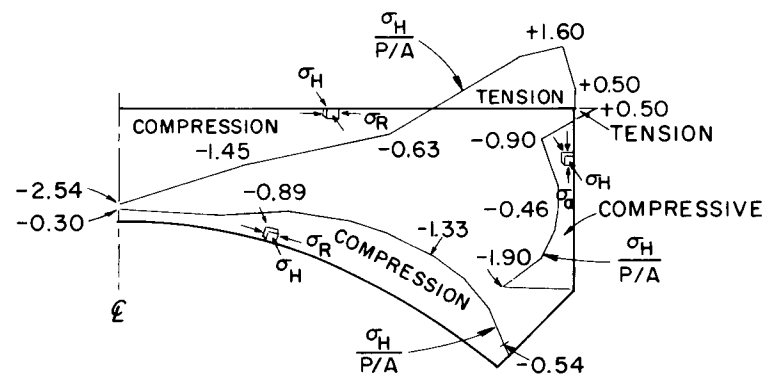 σH
P/A
+1.60
σH
TENSION
+0.50
COMPRESSION
σR
+0.50
TENSION
-1.45
-0.63
-0.90
σH
-2.54
-0.89
-0.46
COMPRESSIVE
-0.30
σR
-1.33
σH
COMPRESSION
-1.90
σH
P/A
℄
σH
P/A
-0.54